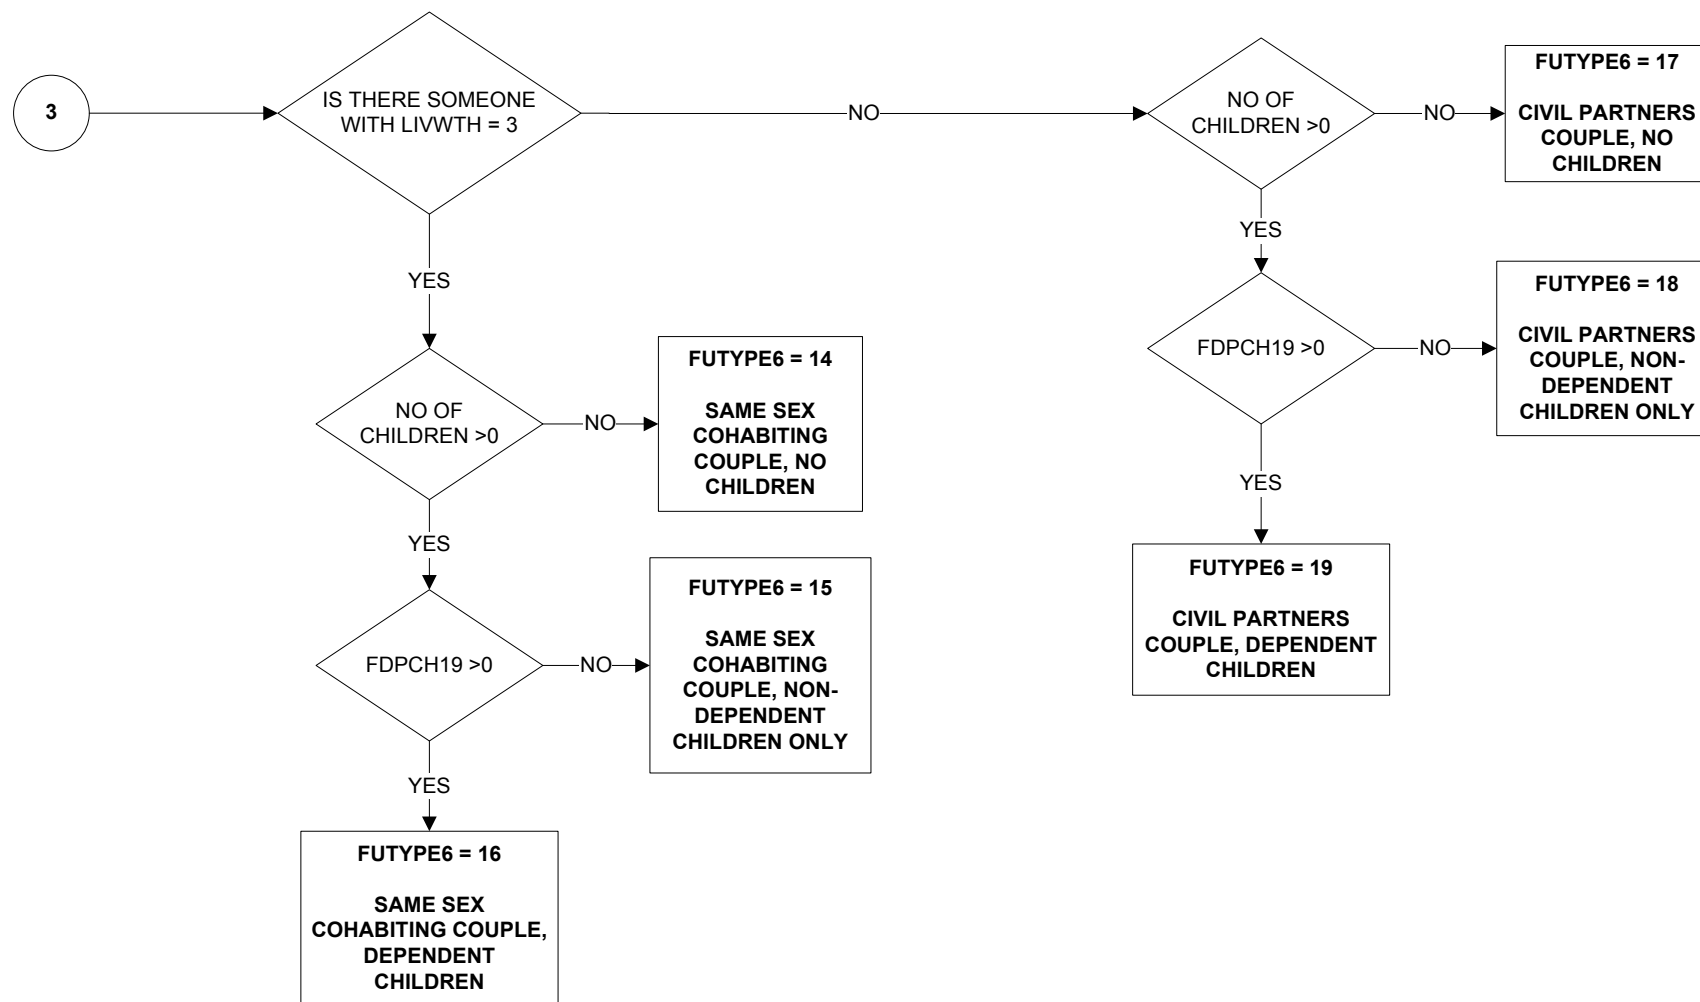 3
IS THERE SOMEONE
WITH LIVWTH = 3
NO
NO OF
CHILDREN >0
NO
FUTYPE6 = 17
CIVIL PARTNERS
COUPLE, NO
CHILDREN
YES
YES
FDPCH19 >0
NO
FUTYPE6 = 18
CIVIL PARTNERS
COUPLE, NON-
DEPENDENT
CHILDREN ONLY
NO OF
CHILDREN >0
NO
FUTYPE6 = 14
SAME SEX
COHABITING
COUPLE, NO
CHILDREN
YES
YES
FUTYPE6 = 19
CIVIL PARTNERS
COUPLE, DEPENDENT
CHILDREN
FDPCH19 >0
NO
FUTYPE6 = 15
SAME SEX
COHABITING
COUPLE, NON-
DEPENDENT
CHILDREN ONLY
YES
FUTYPE6 = 16
SAME SEX
COHABITING COUPLE,
DEPENDENT
CHILDREN